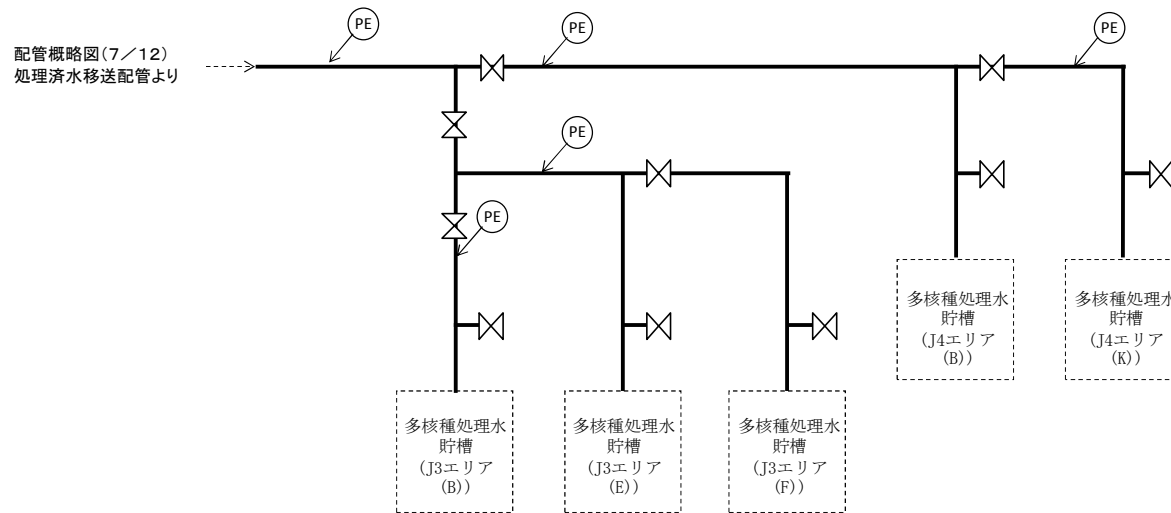 PE
PE
PE
配管概略図(7/12)
処理済水移送配管より
PE
PE
多核種処理水
貯槽
(J4エリア
(B))
多核種処理水
貯槽
(J4エリア
(K))
多核種処理水
貯槽
(J3エリア
(B))
多核種処理水
貯槽
(J3エリア
(E))
多核種処理水
貯槽
(J3エリア
(F))